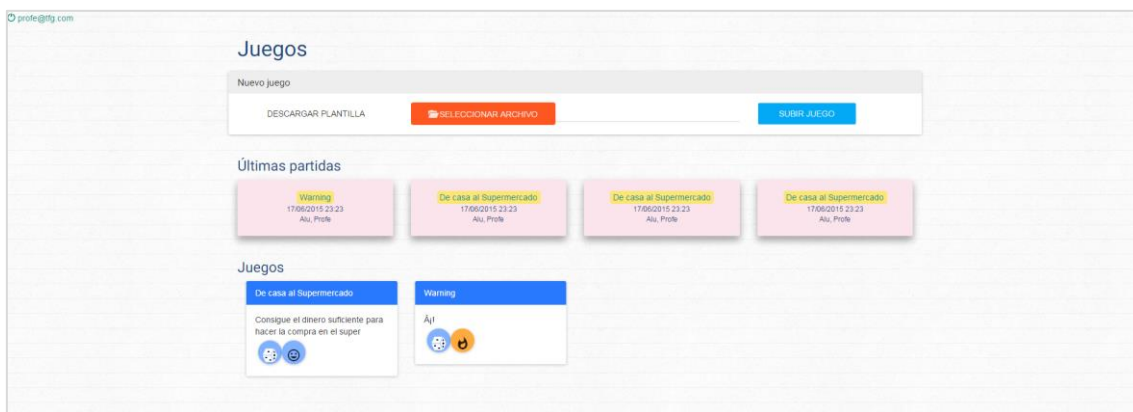 profe@tfg.com
Juegos
Nuevo juego
DESCARGAR PLANTILLA
SELECCIONAR ARCHIVO
SUBIR JUEGO
Últimas partidas
Warning
17/06/2015 23:23
Alu, Profe
De casa al Supermercado
17/06/2015 23:23
Alu, Profe
De casa al Supermercado
17/06/2015 23:23
Alu, Profe
De casa al Supermercado
17/06/2015 23:23
Alu, Profe
Juegos
De casa al Supermercado
Consigue el dinero suficiente para
hacer la compra en el super
Warning
Â¡!